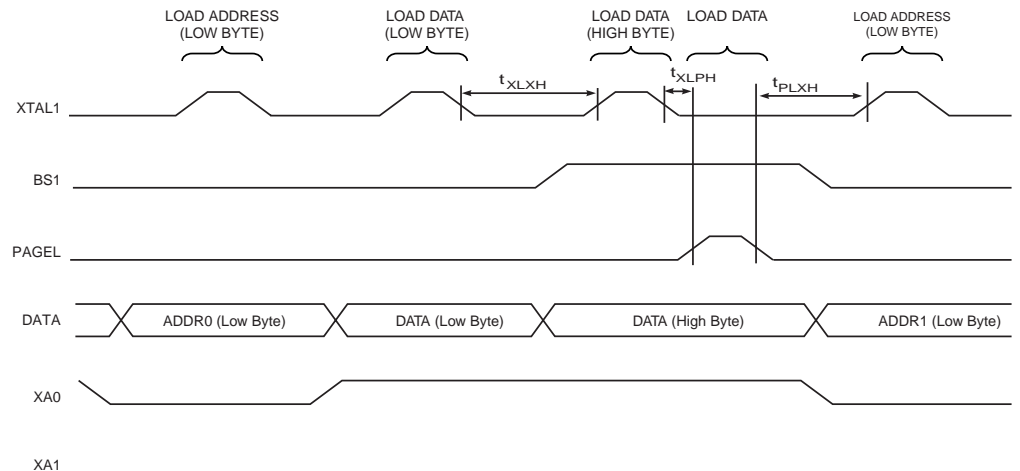 LOAD ADDRESS
(LOW BYTE)
LOAD DATA
(LOW BYTE)
LOAD DATA
(HIGH BYTE)
LOAD DATA
LOAD ADDRESS
(LOW BYTE)
XTAL1
tXLXH
tXLPH
tPLXH
BS1
PAGEL
DATA
ADDR0 (Low Byte)
DATA (Low Byte)
DATA (High Byte)
ADDR1 (Low Byte)
XA0
XA1